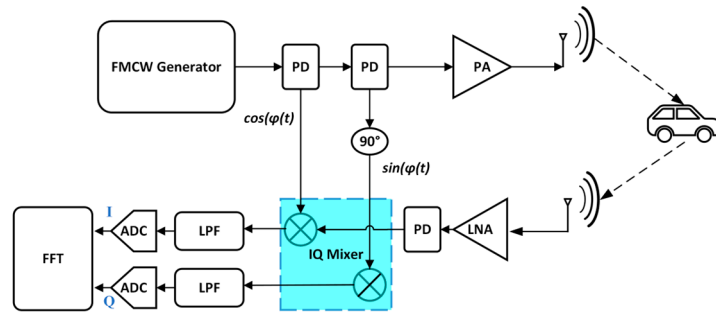 FMCW Generator
PD
PD
PA
cos(φ(t)
90°
sin(φ(t)
I
ADC
LPF
PD
LNA
IQ Mixer
FFT
Q
ADC
LPF